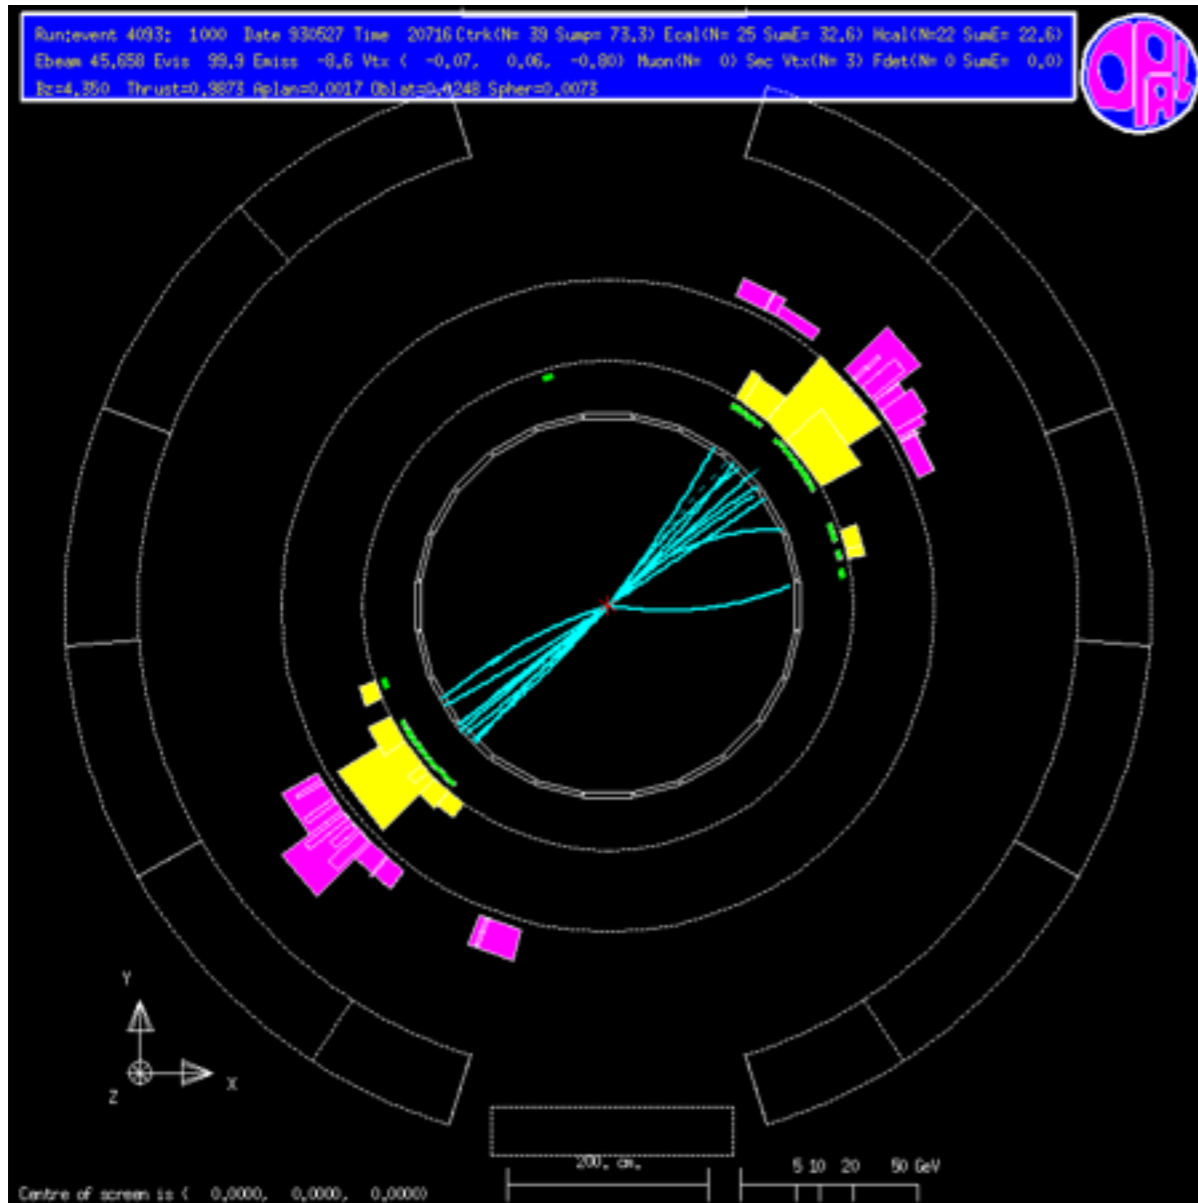 Run:event 4093: 1000 Date 930527 Time 20716 Ctrk(N= 39 Sump= 73.3) Ecal(N= 25 SumE= 32.6) Hcal(N=22 SumE= 22.6)
Ebeam 45.658 Evis 99.9 Emiss -8.6 Vtx ( -0.07, 0.06, -0.80) Muon(N= 0) Sec Vtx(N= 3) Fdet(N= 0 SumE= 0.0)
Bz=4.350 Thrust=0.9873 Aplan=0.0017 Oblat=0.0248 Spher=0.0073
OPAL
Y
X
Z
200. cm.
5 10 20 50 GeV
Centre of screen is ( 0.0000, 0.0000, 0.0000)